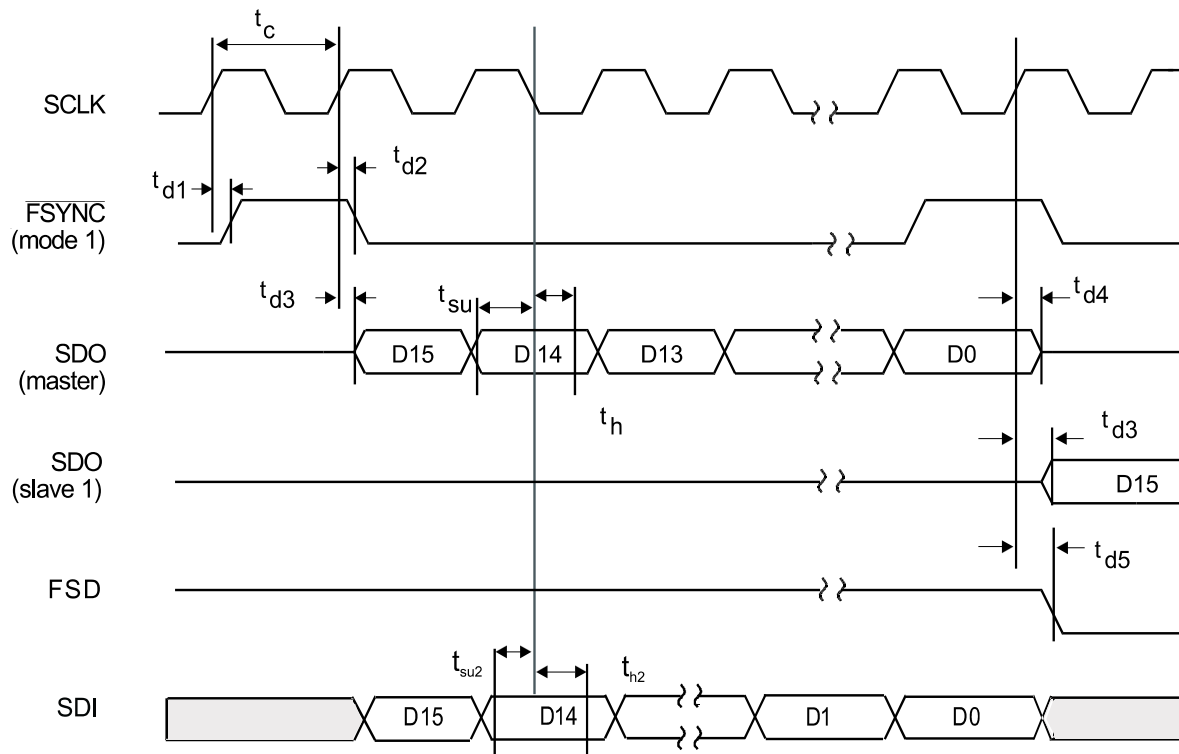 t_c
SCLK
t_d1
t_d2
FSYNC
(mode 1)
t_d3
t_su
t_d4
SDO
(master)
D15
D14
D13
D0
t_h
t_d3
SDO
(slave 1)
D15
t_d5
FSD
t_su2
t_h2
SDI
D15
D14
D1
D0